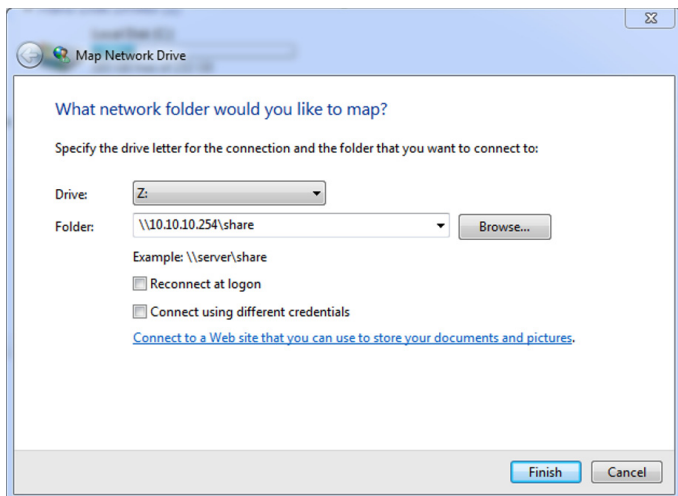 Local Disk (C:)
Map Network Drive
What network folder would you like to map?
Specify the drive letter for the connection and the folder that you want to connect to:
Drive: Z:
Folder: \\10.10.10.254\share Browse...
Example: \\server\share
Reconnect at logon
Connect using different credentials
Connect to a Web site that you can use to store your documents and pictures.
Finish Cancel